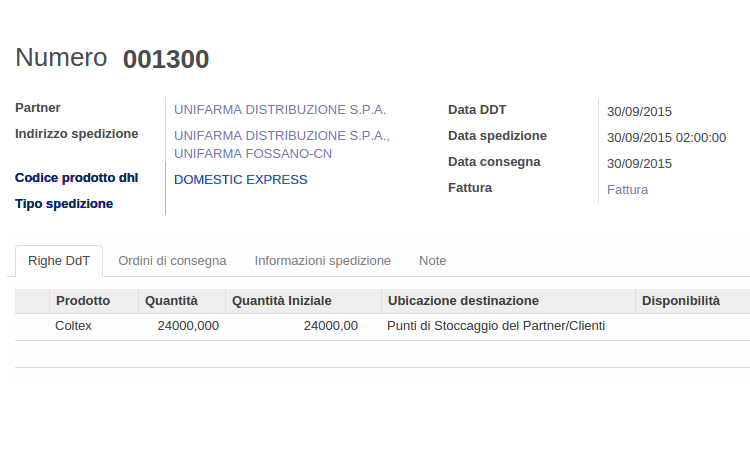 Numero 001300
Partner UNIFARMA DISTRIBUZIONE S.P.A.
Indirizzo spedizione UNIFARMA DISTRIBUZIONE S.P.A.,
UNIFARMA FOSSANO-CN
Codice prodotto dhl DOMESTIC EXPRESS
Tipo spedizione
Data DDT 30/09/2015
Data spedizione 30/09/2015 02:00:00
Data consegna 30/09/2015
Fattura Fattura
Righe DdT Ordini di consegna Informazioni spedizione Note
Prodotto Quantità Quantità Iniziale Ubicazione destinazione Disponibilità
Coltex 24000,000 24000,00 Punti di Stoccaggio del Partner/Clienti